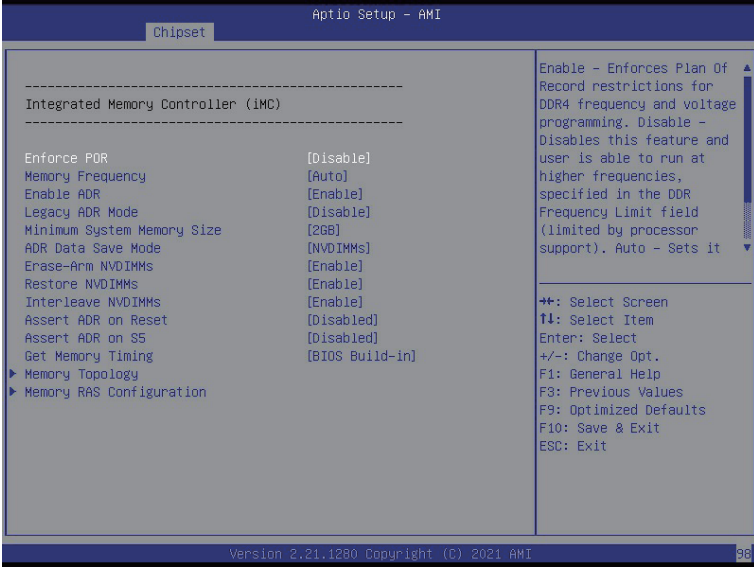 Aptio Setup – AMI
Chipset
------------------------------------------------
Integrated Memory Controller (iMC)
------------------------------------------------
Enforce POR [Disable]
Memory Frequency [Auto]
Enable ADR [Enable]
Legacy ADR Mode [Disable]
Minimum System Memory Size [2GB]
ADR Data Save Mode [NVDIMMs]
Erase-Arm NVDIMMs [Enable]
Restore NVDIMMs [Enable]
Interleave NVDIMMs [Enable]
Assert ADR on Reset [Disabled]
Assert ADR on S5 [Disabled]
Get Memory Timing [BIOS Build-in]
Memory Topology
Memory RAS Configuration
Enable – Enforces Plan Of
Record restrictions for
DDR4 frequency and voltage
programming. Disable –
Disables this feature and
user is able to run at
higher frequencies,
specified in the DDR
Frequency Limit field
(limited by processor
support). Auto – Sets it
→←: Select Screen
↑↓: Select Item
Enter: Select
+/-: Change Opt.
F1: General Help
F3: Previous Values
F9: Optimized Defaults
F10: Save & Exit
ESC: Exit
Version 2.21.1280 Copyright (C) 2021 AMI
98